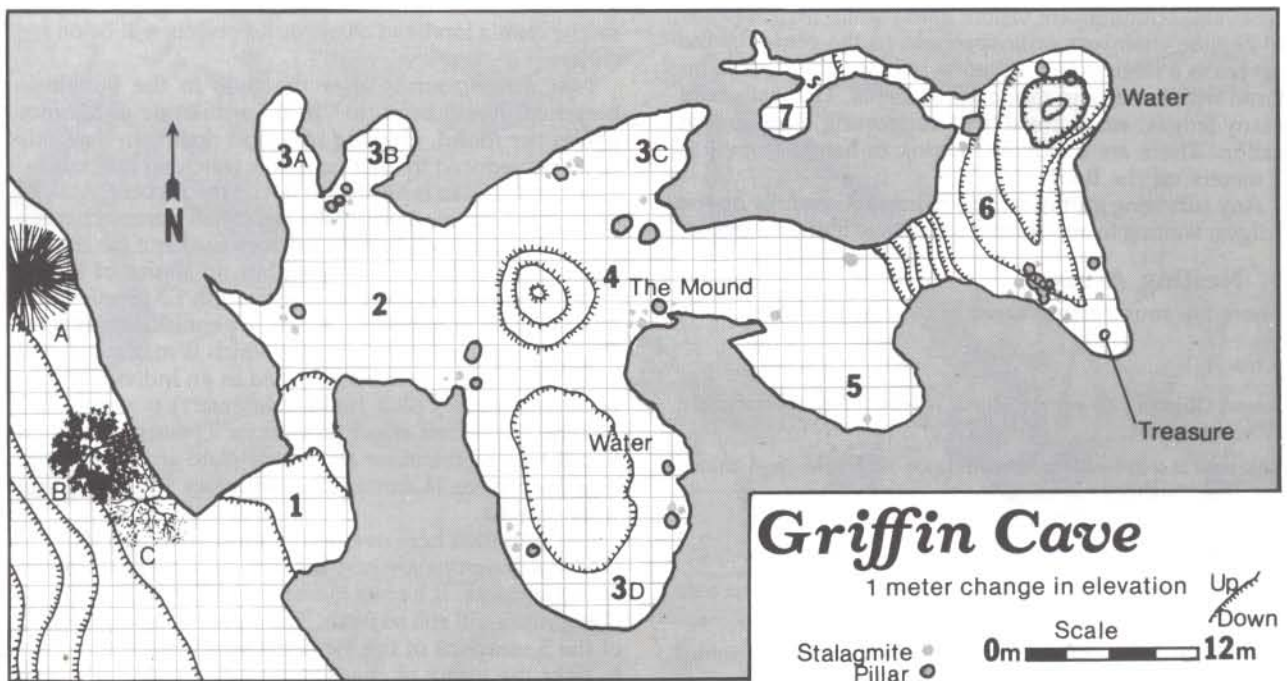 3A
3B
3C
7
Water
N
6
A
2
4
The Mound
5
Water
Treasure
B
1
C
3D
Griffin Cave
1 meter change in elevation
Up
Down
Scale
Stalagmite
0m
12m
Pillar